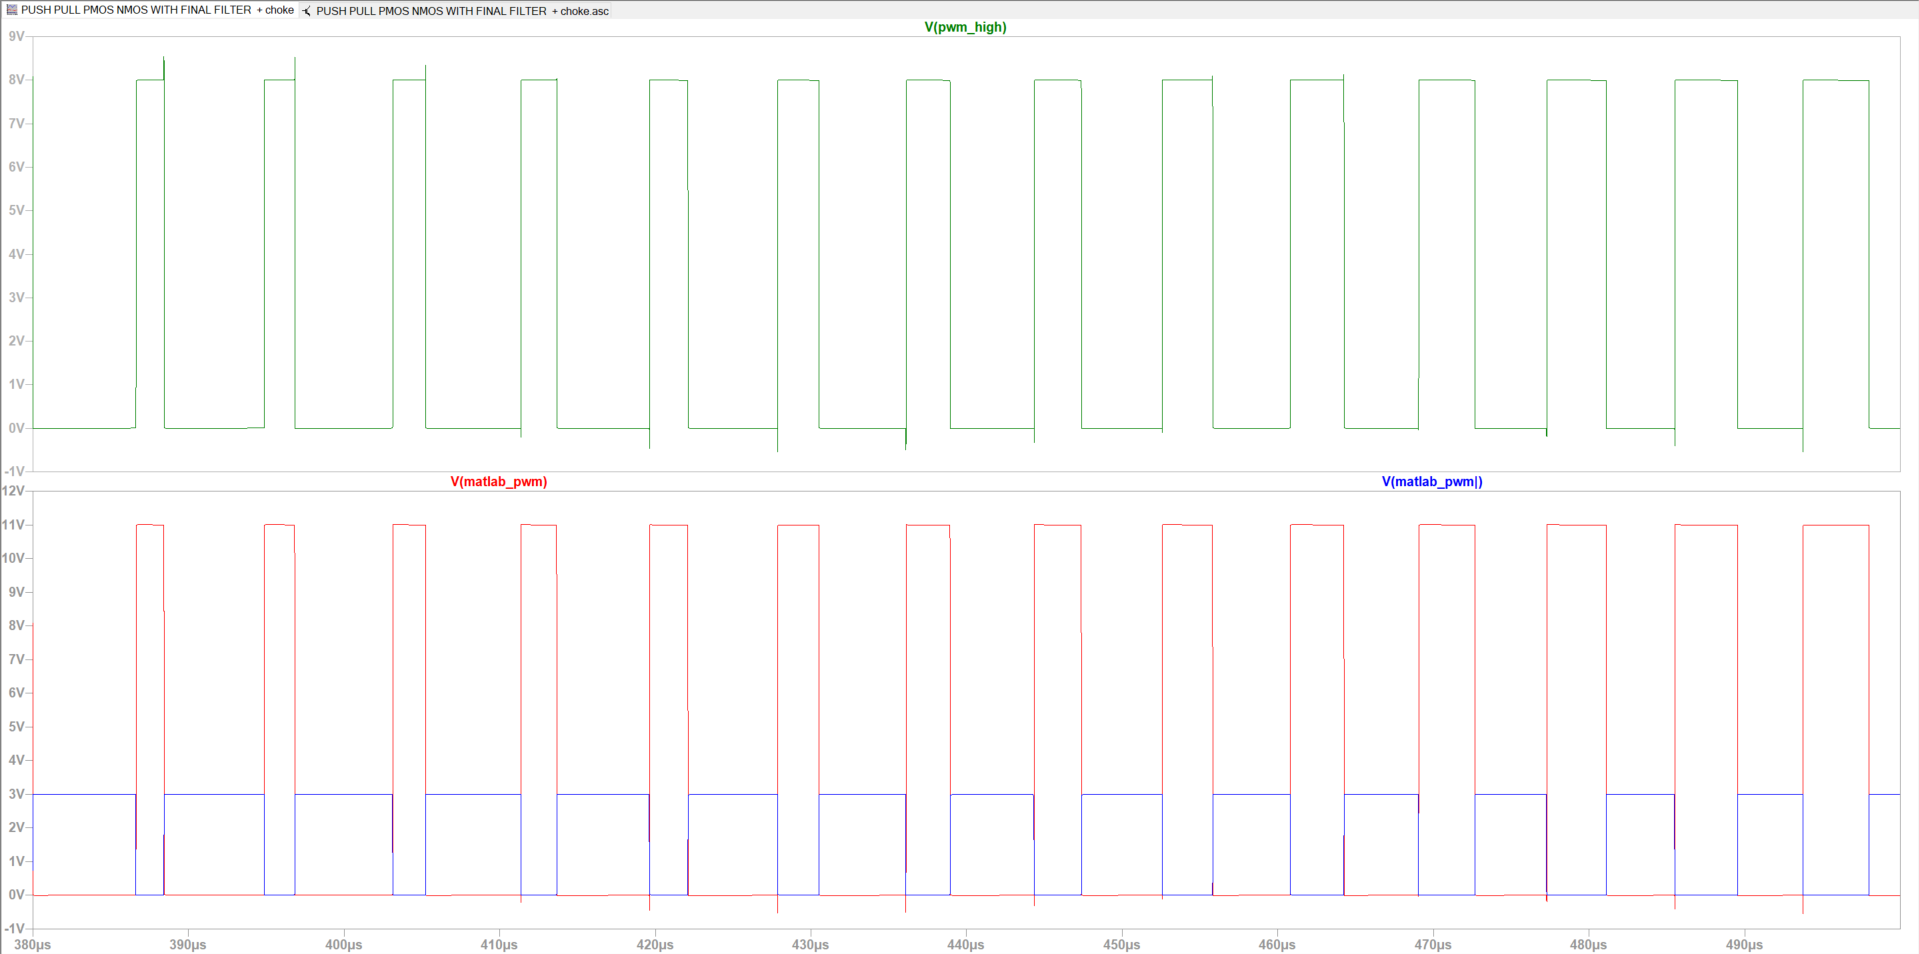 PUSH PULL PMOS NMOS WITH FINAL FILTER + choke PUSH PULL PMOS NMOS WITH FINAL FILTER + choke.asc
V(pwm_high)
9V
8V
7V
6V
5V
4V
3V
2V
1V
0V
-1V
V(matlab_pwm) V(matlab_pwm|)
12V
11V
10V
9V
8V
7V
6V
5V
4V
3V
2V
1V
0V
-1V
380µs 390µs 400µs 410µs 420µs 430µs 440µs 450µs 460µs 470µs 480µs 490µs